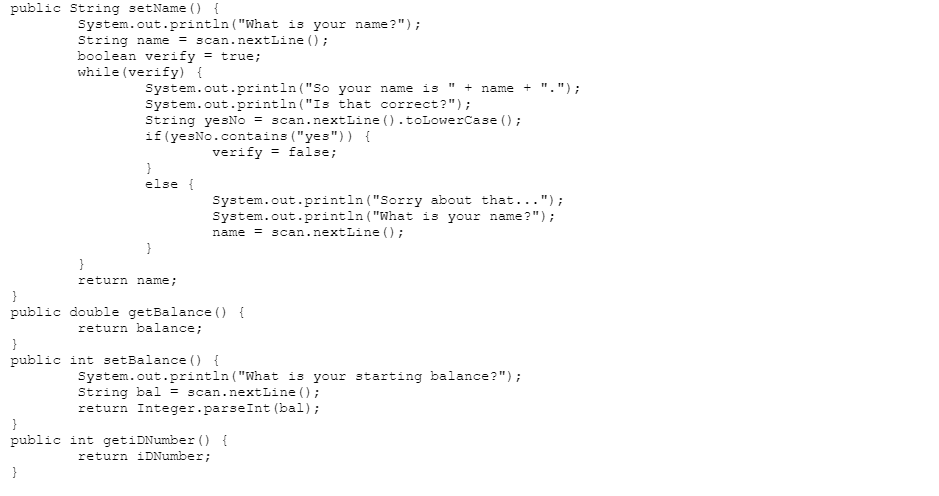 public String setName() {
System.out.println("What is your name?");
String name = scan.nextLine();
boolean verify = true;
while(verify) {
System.out.println("So your name is " + name + ".");
System.out.println("Is that correct?");
String yesNo = scan.nextLine().toLowerCase();
if(yesNo.contains("yes")) {
verify = false;
}
else {
System.out.println("Sorry about that...");
System.out.println("What is your name?");
name = scan.nextLine();
}
}
return name;
}
public double getBalance() {
return balance;
}
public int setBalance() {
System.out.println("What is your starting balance?");
String bal = scan.nextLine();
return Integer.parseInt(bal);
}
public int getiDNumber() {
return iDNumber;
}